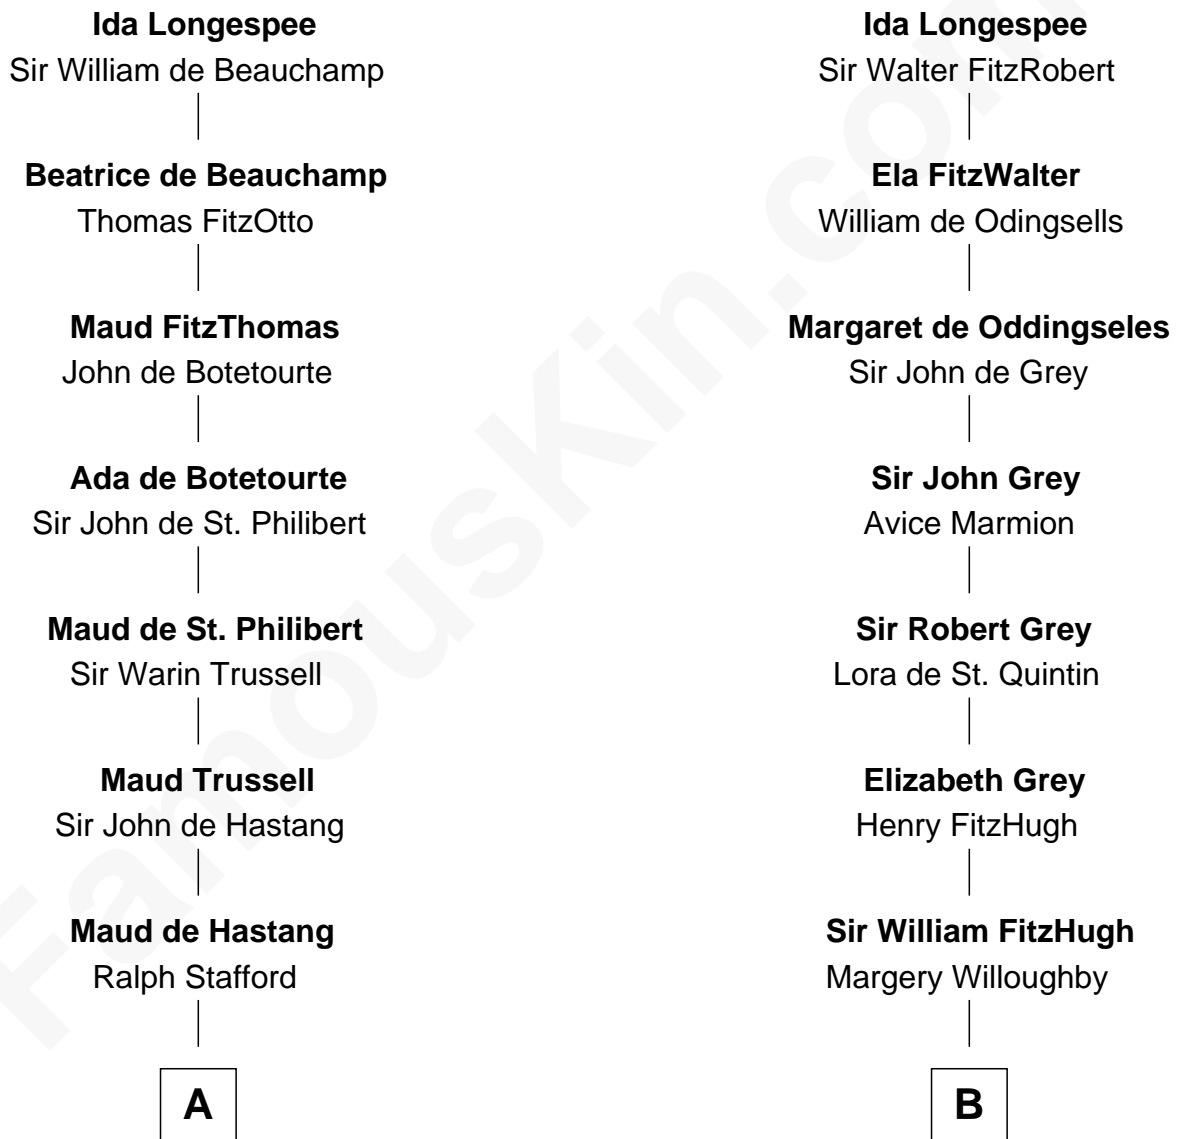 Ida Longespee
Sir William de Beauchamp
Beatrice de Beauchamp
Thomas FitzOtto
Maud FitzThomas
John de Botetourte
Ada de Botetourte
Sir John de St. Philibert
Maud de St. Philibert
Sir Warin Trussell
Maud Trussell
Sir John de Hastang
Maud de Hastang
Ralph Stafford
A
Ida Longespee
Sir Walter FitzRobert
Ela FitzWalter
William de Odingsells
Margaret de Oddingseles
Sir John de Grey
Sir John Grey
Avice Marmion
Sir Robert Grey
Lora de St. Quintin
Elizabeth Grey
Henry FitzHugh
Sir William FitzHugh
Margery Willoughby
B
FamousKin.com